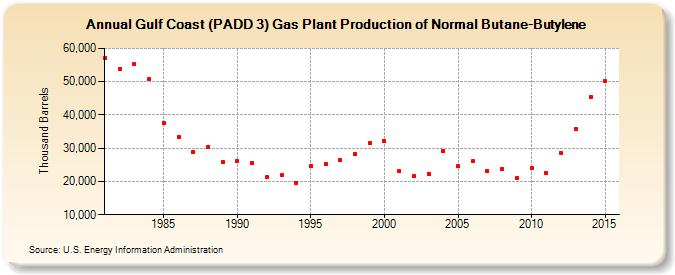 Annual Gulf Coast (PADD 3) Gas Plant Production of Normal Butane-Butylene
Thousand Barrels
60,000
50,000
40,000
30,000
20,000
10,000
1985 1990 1995 2000 2005 2010 2015
Source: U.S. Energy Information Administration